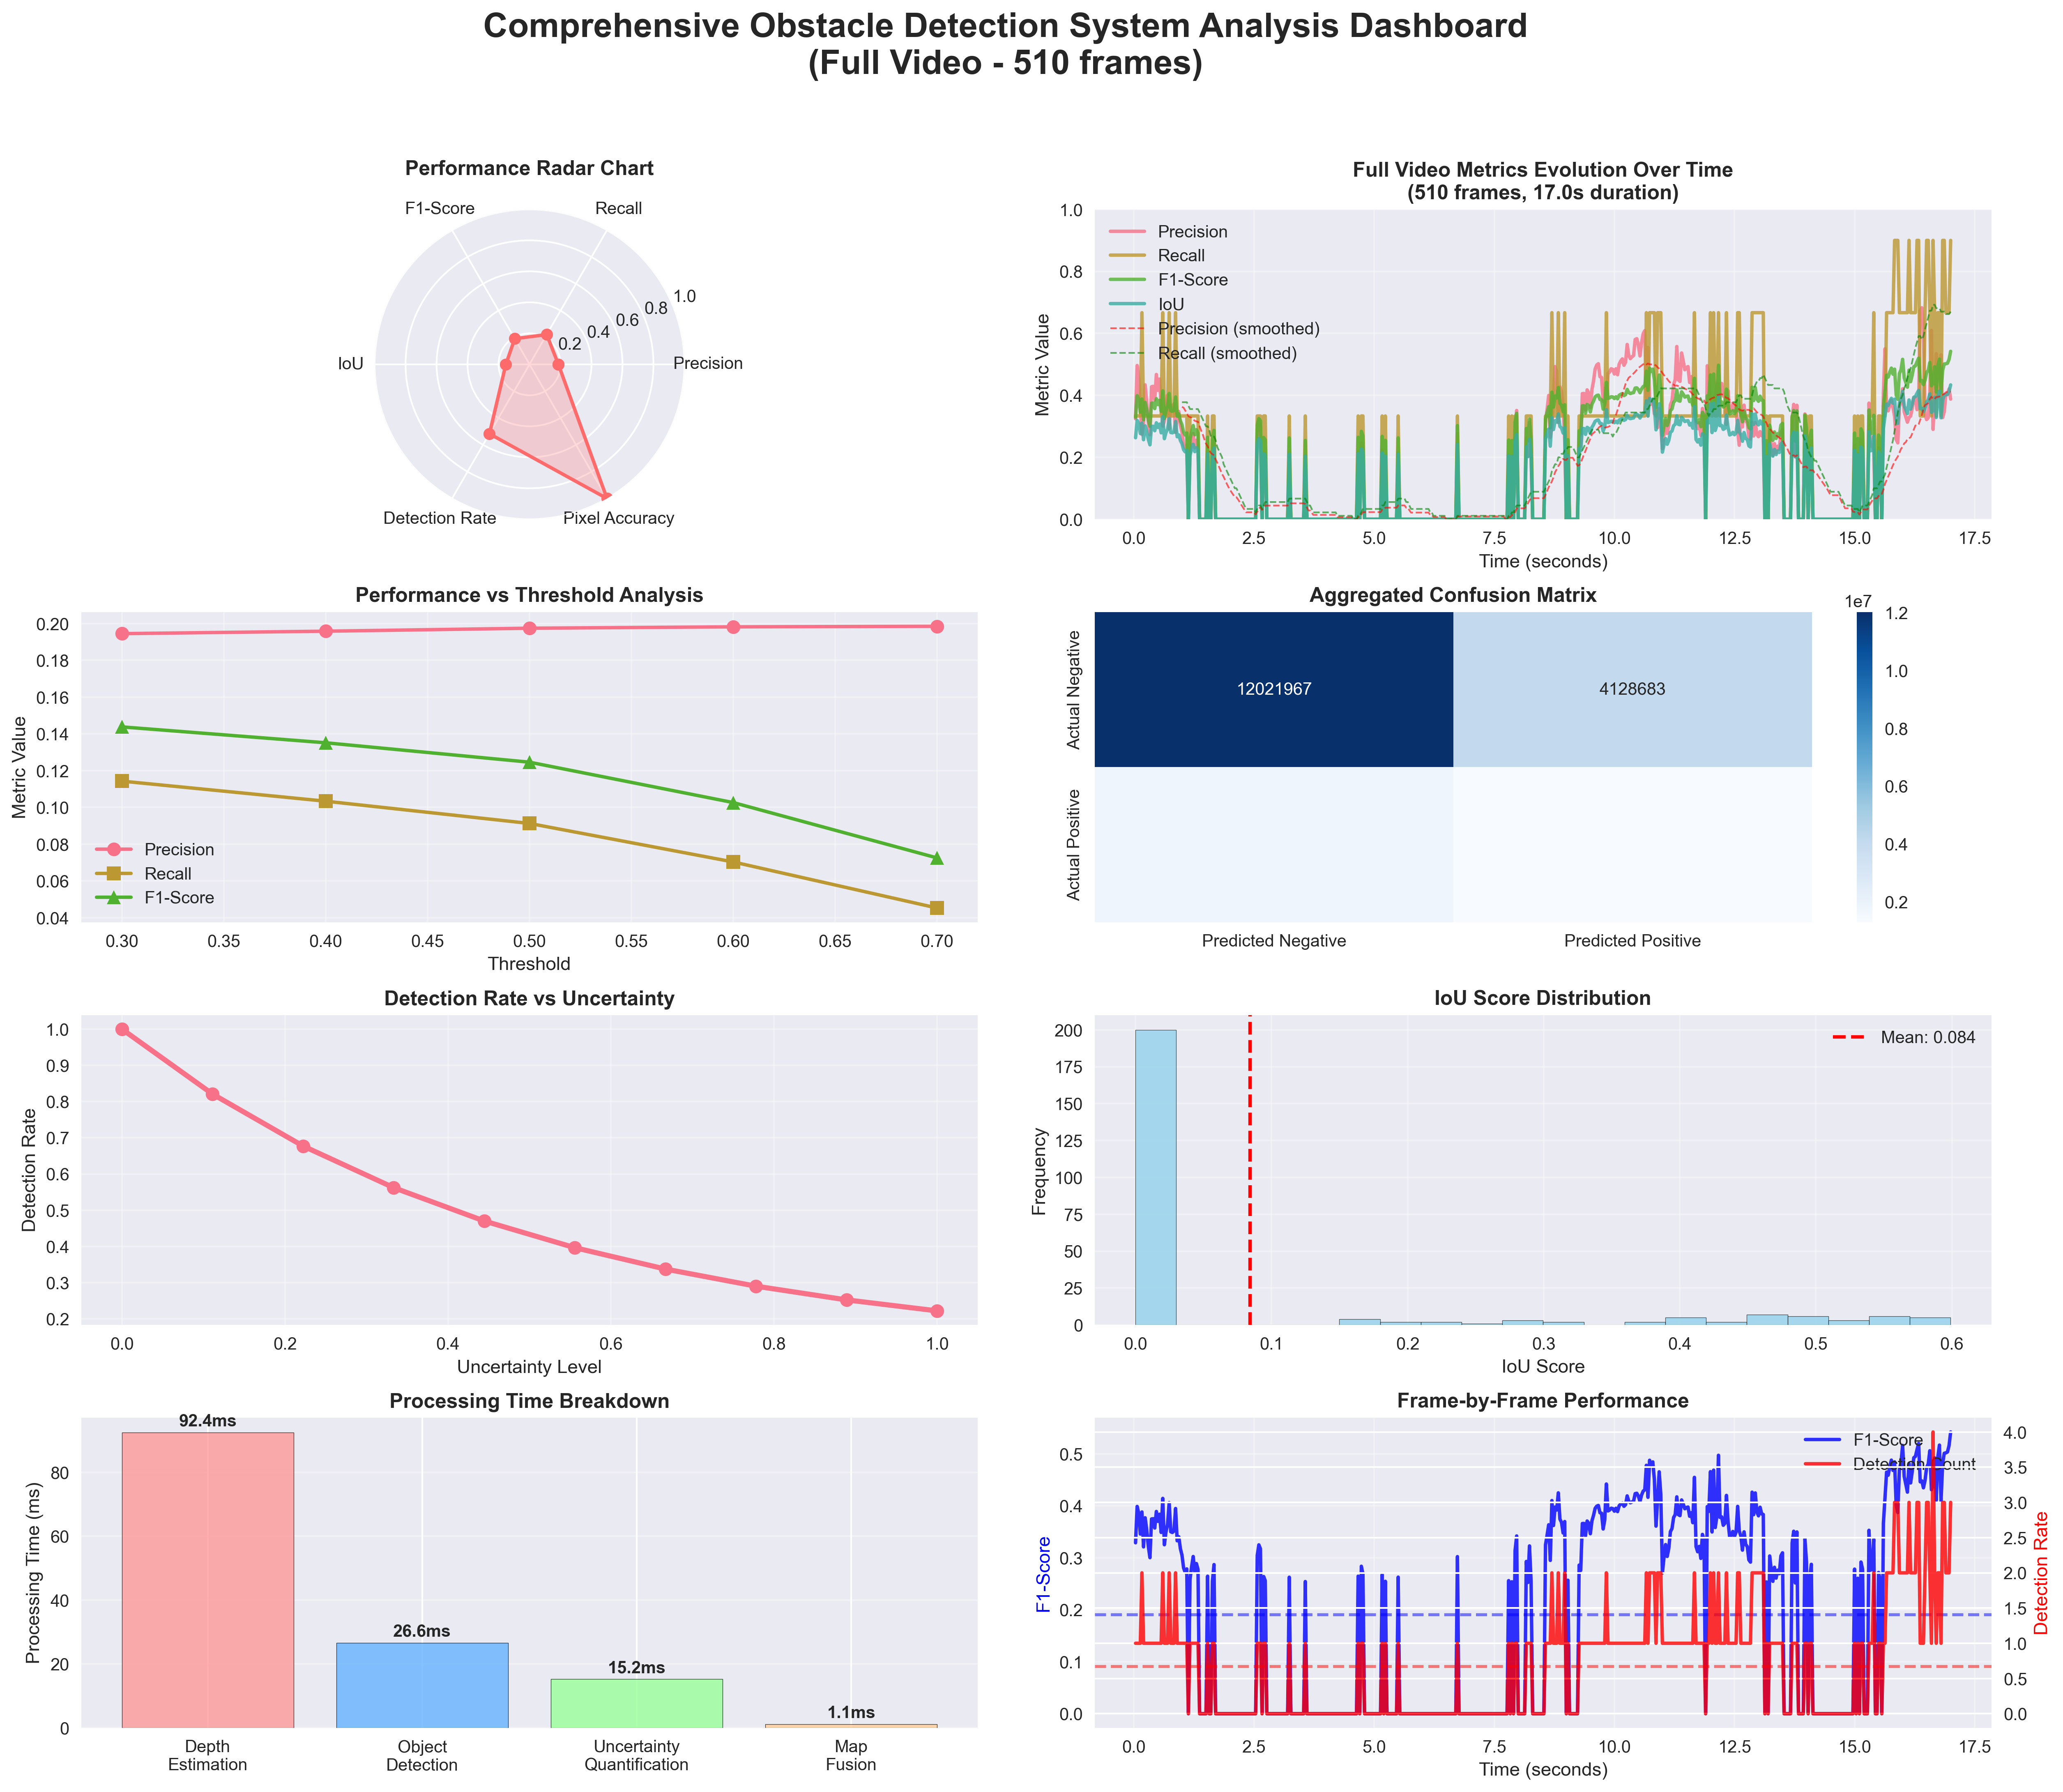 Comprehensive Obstacle Detection System Analysis Dashboard
(Full Video - 510 frames)
Performance Radar Chart
F1-Score
Recall
IoU
Precision
Detection Rate
Pixel Accuracy
0.2
0.4
0.6
0.8
1.0
Full Video Metrics Evolution Over Time
(510 frames, 17.0s duration)
Metric Value
1.0
0.8
0.6
0.4
0.2
0.0
Precision
Recall
F1-Score
IoU
Precision (smoothed)
Recall (smoothed)
0.0 2.5 5.0 7.5 10.0 12.5 15.0 17.5
Time (seconds)
Performance vs Threshold Analysis
Metric Value
0.20
0.18
0.16
0.14
0.12
0.10
0.08
0.06
0.04
Precision
Recall
F1-Score
0.30 0.35 0.40 0.45 0.50 0.55 0.60 0.65 0.70
Threshold
Aggregated Confusion Matrix
Actual Negative
Actual Positive
12021967
4128683
Predicted Negative
Predicted Positive
1e7
1.2
1.0
0.8
0.6
0.4
0.2
Detection Rate vs Uncertainty
Detection Rate
1.0
0.9
0.8
0.7
0.6
0.5
0.4
0.3
0.2
0.0 0.2 0.4 0.6 0.8 1.0
Uncertainty Level
IoU Score Distribution
Frequency
200
175
150
125
100
75
50
25
0
Mean: 0.084
0.0 0.1 0.2 0.3 0.4 0.5 0.6
IoU Score
Processing Time Breakdown
Processing Time (ms)
80
60
40
20
0
92.4ms
26.6ms
15.2ms
1.1ms
Depth
Estimation
Object
Detection
Uncertainty
Quantification
Map
Fusion
Frame-by-Frame Performance
F1-Score
0.5
0.4
0.3
0.2
0.1
0.0
F1-Score
Detection Count
4.0
3.5
3.0
2.5
2.0
1.5
1.0
0.5
0.0
Detection Rate
0.0 2.5 5.0 7.5 10.0 12.5 15.0 17.5
Time (seconds)